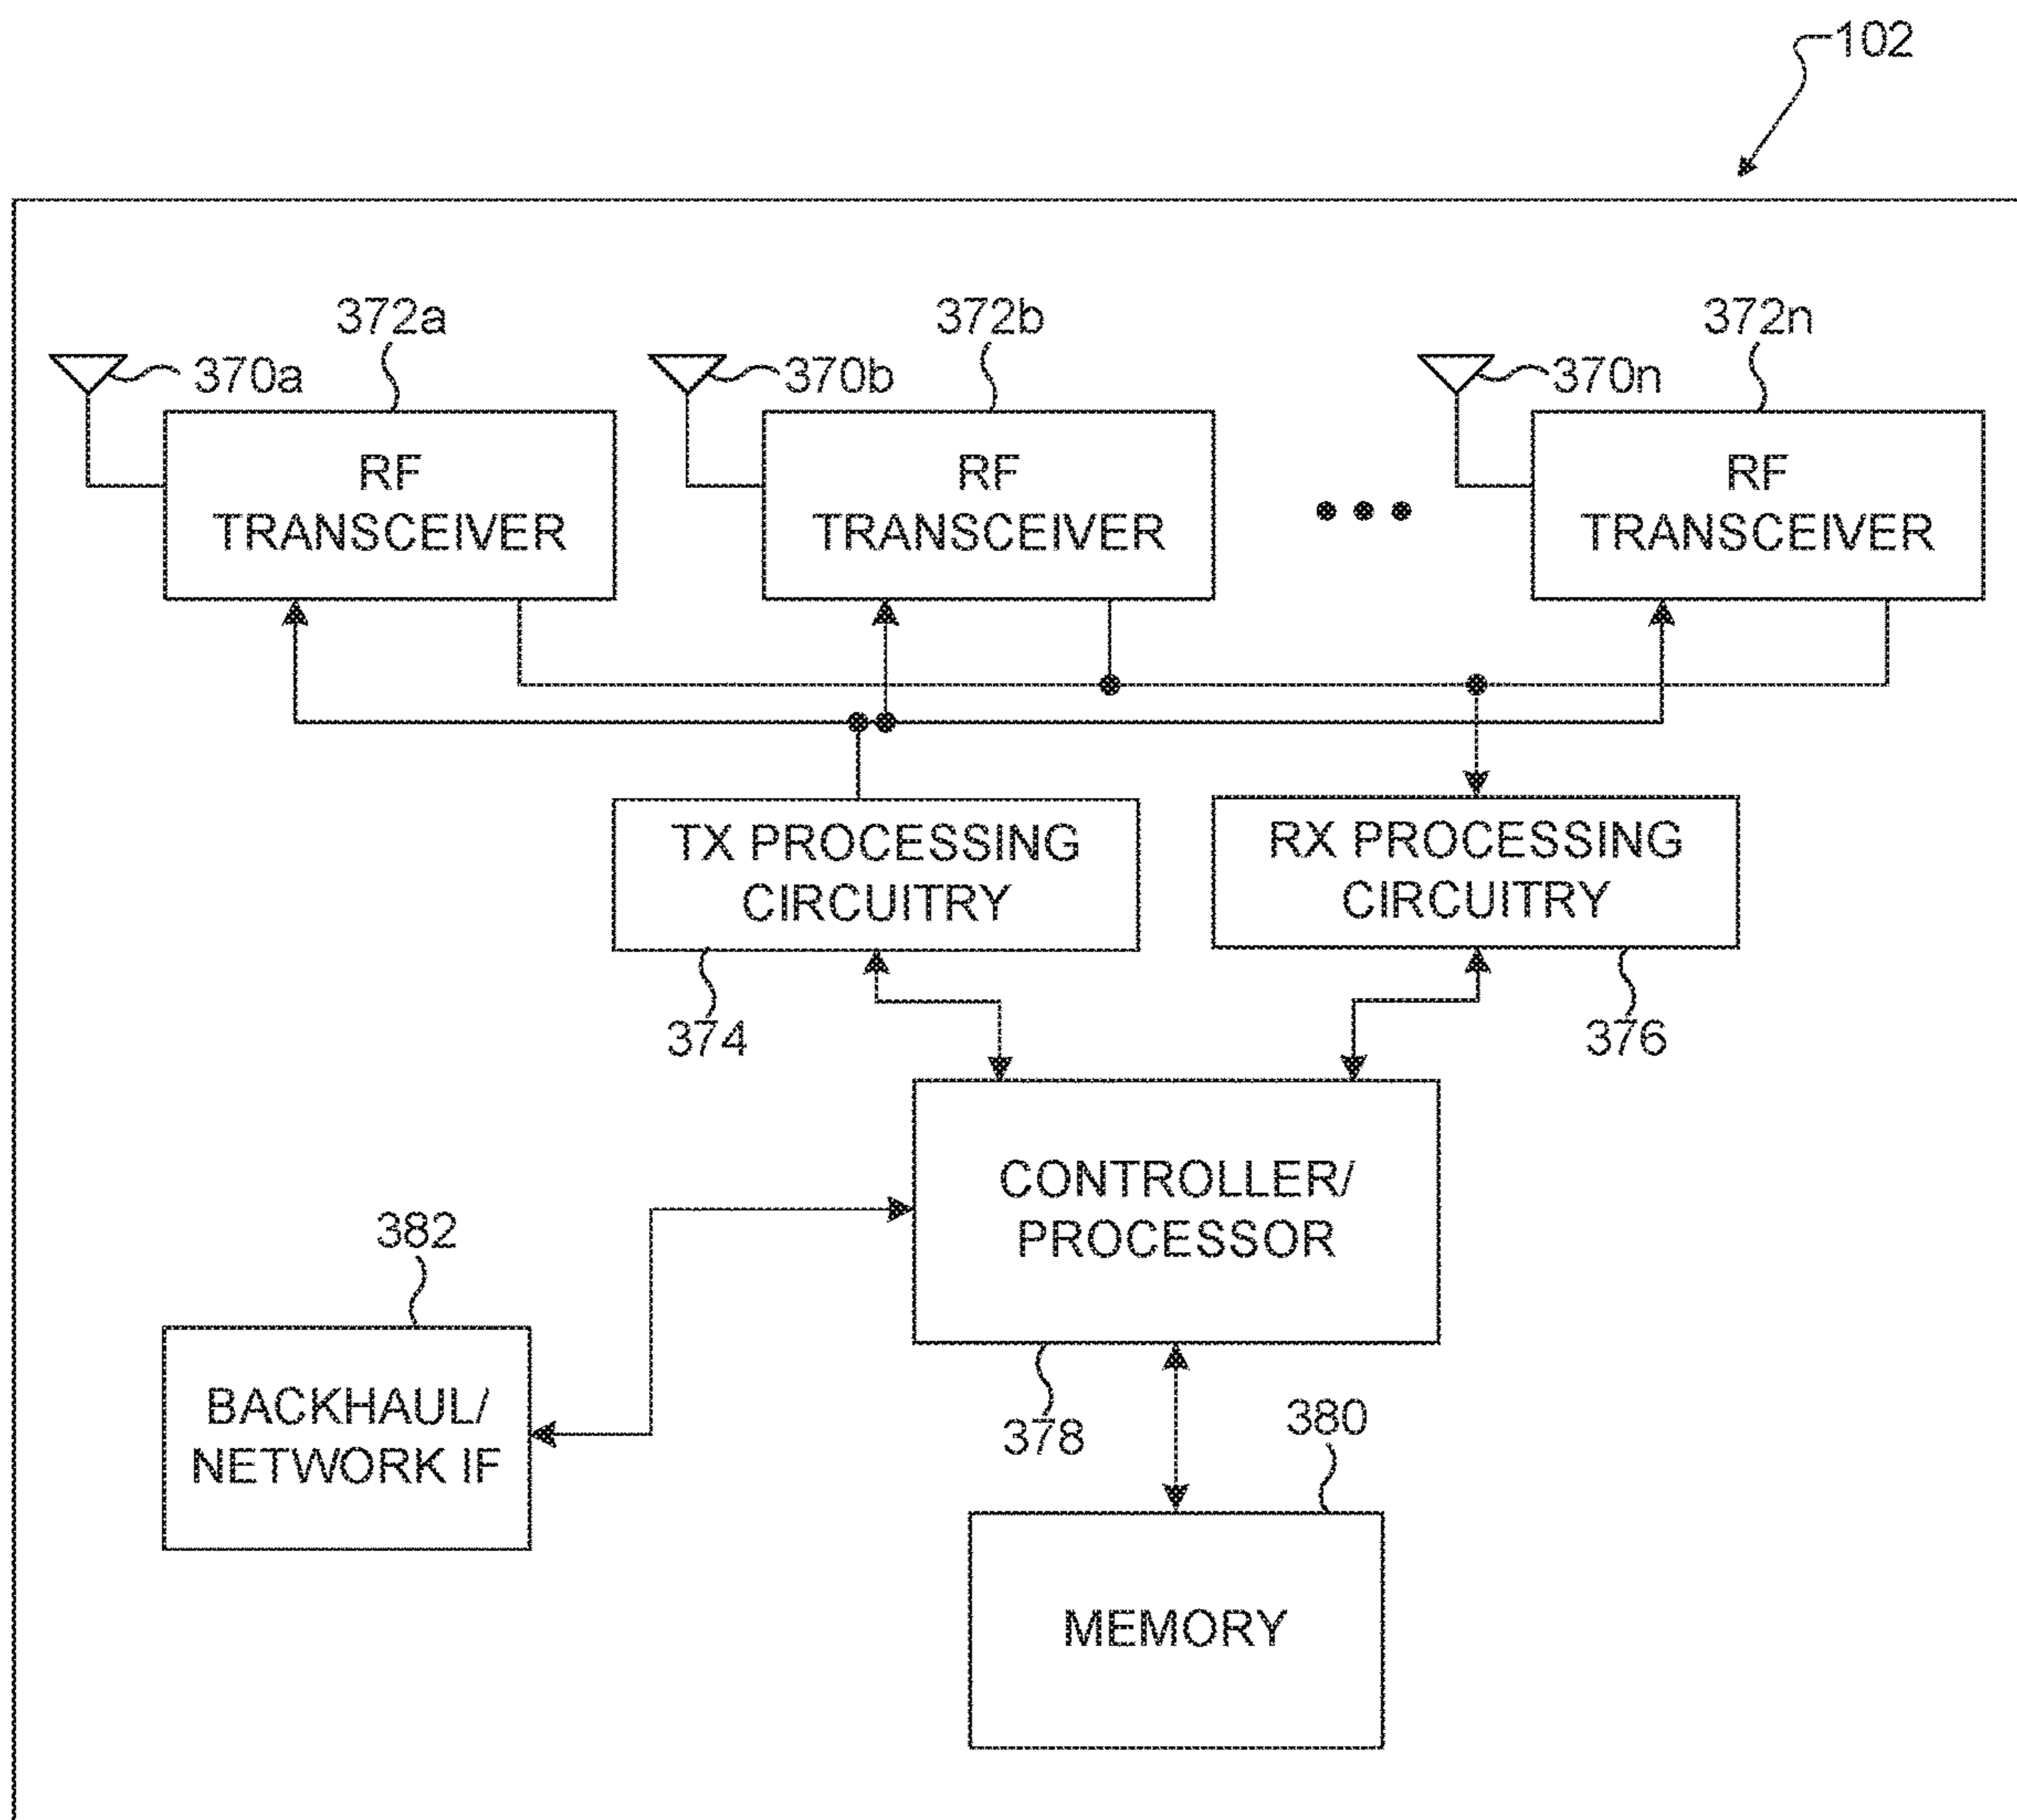 102
372a
372b
372n
370a
370b
370n
RF
TRANSCEIVER
RF
TRANSCEIVER
RF
TRANSCEIVER
TX PROCESSING
CIRCUITRY
RX PROCESSING
CIRCUITRY
374
376
CONTROLLER/
PROCESSOR
382
BACKHAUL/
NETWORK IF
378
380
MEMORY